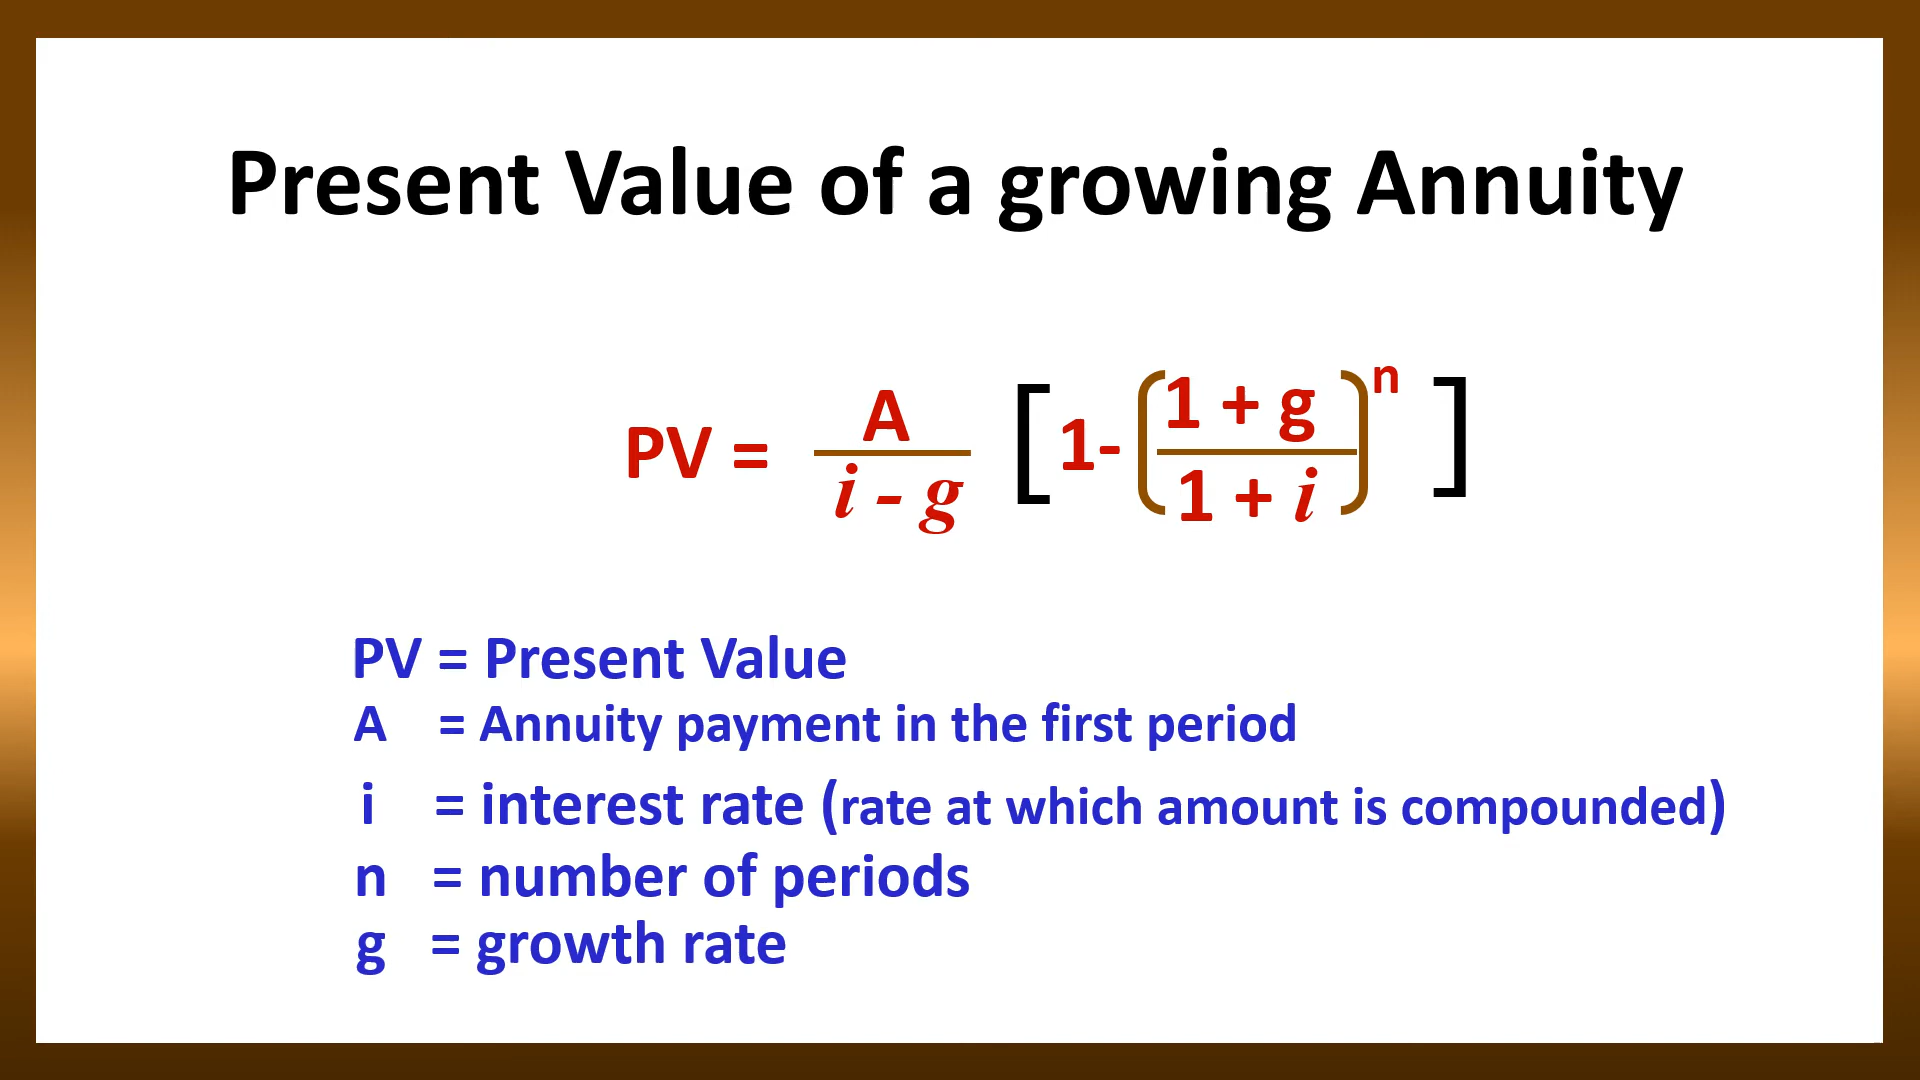 Present Value of a growing Annuity
PV = A / i - g [ 1- ( 1 + g / 1 + i )^n ]
PV = Present Value
A = Annuity payment in the first period
i = interest rate (rate at which amount is compounded)
n = number of periods
g = growth rate